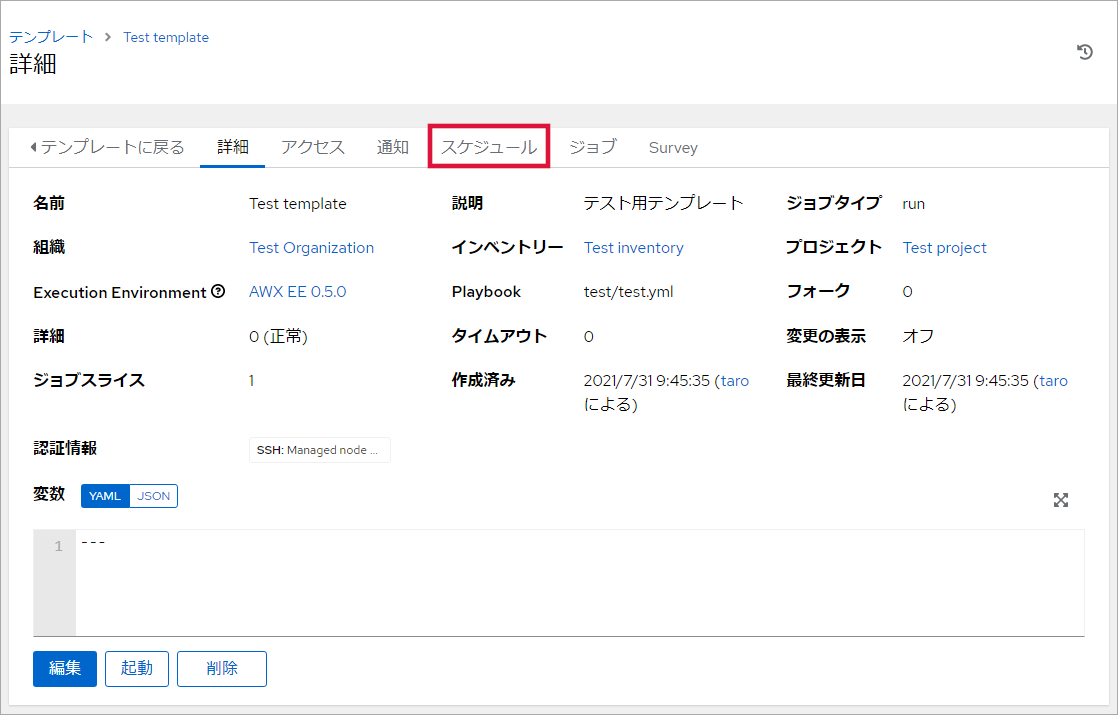 テンプレート > Test template
詳細
テンプレートに戻る 詳細 アクセス 通知 スケジュール ジョブ Survey
名前 Test template 説明 テスト用テンプレート ジョブタイプ run
組織 Test Organization インベントリー Test inventory プロジェクト Test project
Execution Environment AWX EE 0.5.0 Playbook test/test.yml フォーク 0
詳細 0 (正常) タイムアウト 0 変更の表示 オフ
ジョブスライス 1 作成済み 2021/7/31 9:45:35 (taro 最終更新日 2021/7/31 9:45:35 (taro
による) による)
認証情報 SSH: Managed node ...
変数 YAML JSON
1 ---
編集 起動 削除